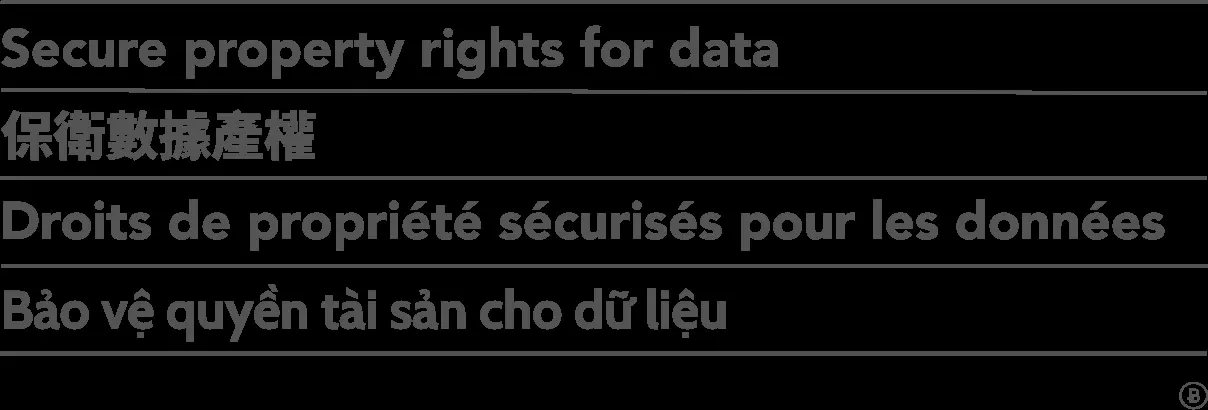 Secure property rights for data
保衛數據產權
Droits de propriété sécurisés pour les données
Bảo vệ quyền tài sản cho dữ liệu